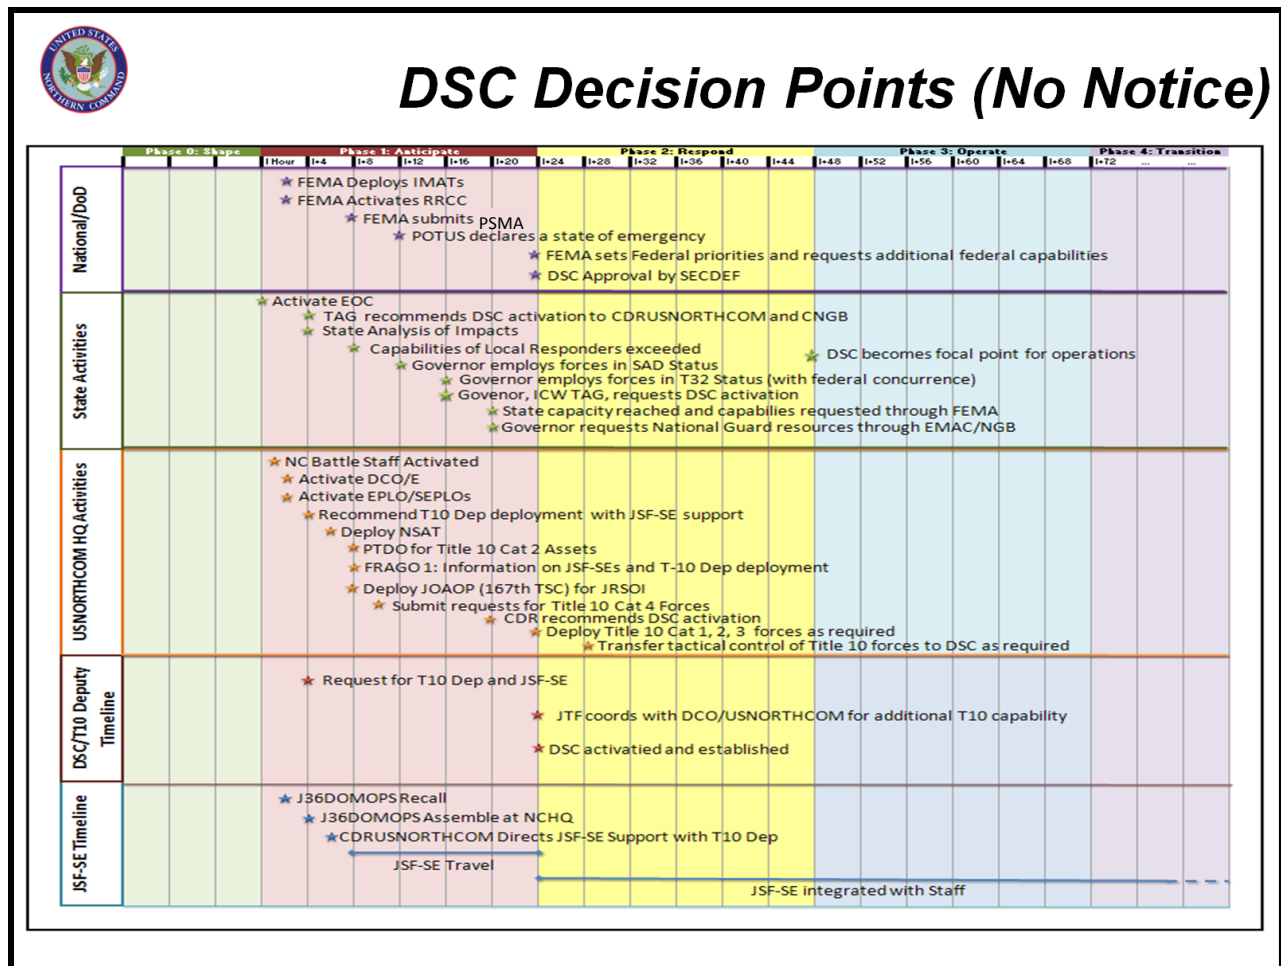 UNITED STATES
NORTHERN COMMAND
DSC Decision Points (No Notice)
Phase 0: Shape
Phase 1: Anticipate
Phase 2: Respond
Phase 3: Operate
Phase 4: Transition
I Hour
I+4
I+8
I+12
I+16
I+20
I+24
I+28
I+32
I+36
I+40
I+44
I+48
I+52
I+56
I+60
I+64
I+68
I+72
...
...
National/DoD
FEMA Deploys IMATs
FEMA Activates RRCC
FEMA submits PSMA
POTUS declares a state of emergency
FEMA sets Federal priorities and requests additional federal capabilities
DSC Approval by SECDEF
State Activities
Activate EOC
TAG recommends DSC activation to CDRUSNORTHCOM and CNGB
State Analysis of Impacts
Capabilities of Local Responders exceeded
DSC becomes focal point for operations
Governor employs forces in SAD Status
Governor employs forces in T32 Status (with federal concurrence)
Govenor, ICW TAG, requests DSC activation
State capacity reached and capabilies requested through FEMA
Governor requests National Guard resources through EMAC/NGB
USNORTHCOM HQ Activities
NC Battle Staff Activated
Activate DCO/E
Activate EPLO/SEPLOs
Recommend T10 Dep deployment with JSF-SE support
Deploy NSAT
PTDO for Title 10 Cat 2 Assets
FRAGO 1: Information on JSF-SEs and T-10 Dep deployment
Deploy JOAOP (167th TSC) for JRSOI
Submit requests for Title 10 Cat 4 Forces
CDR recommends DSC activation
Deploy Title 10 Cat 1, 2, 3 forces as required
Transfer tactical control of Title 10 forces to DSC as required
DSC/T10 Deputy
Timeline
Request for T10 Dep and JSF-SE
JTF coords with DCO/USNORTHCOM for additional T10 capability
DSC activatied and established
JSF-SE Timeline
J36DOMOPS Recall
J36DOMOPS Assemble at NCHQ
CDRUSNORTHCOM Directs JSF-SE Support with T10 Dep
JSF-SE Travel
JSF-SE integrated with Staff